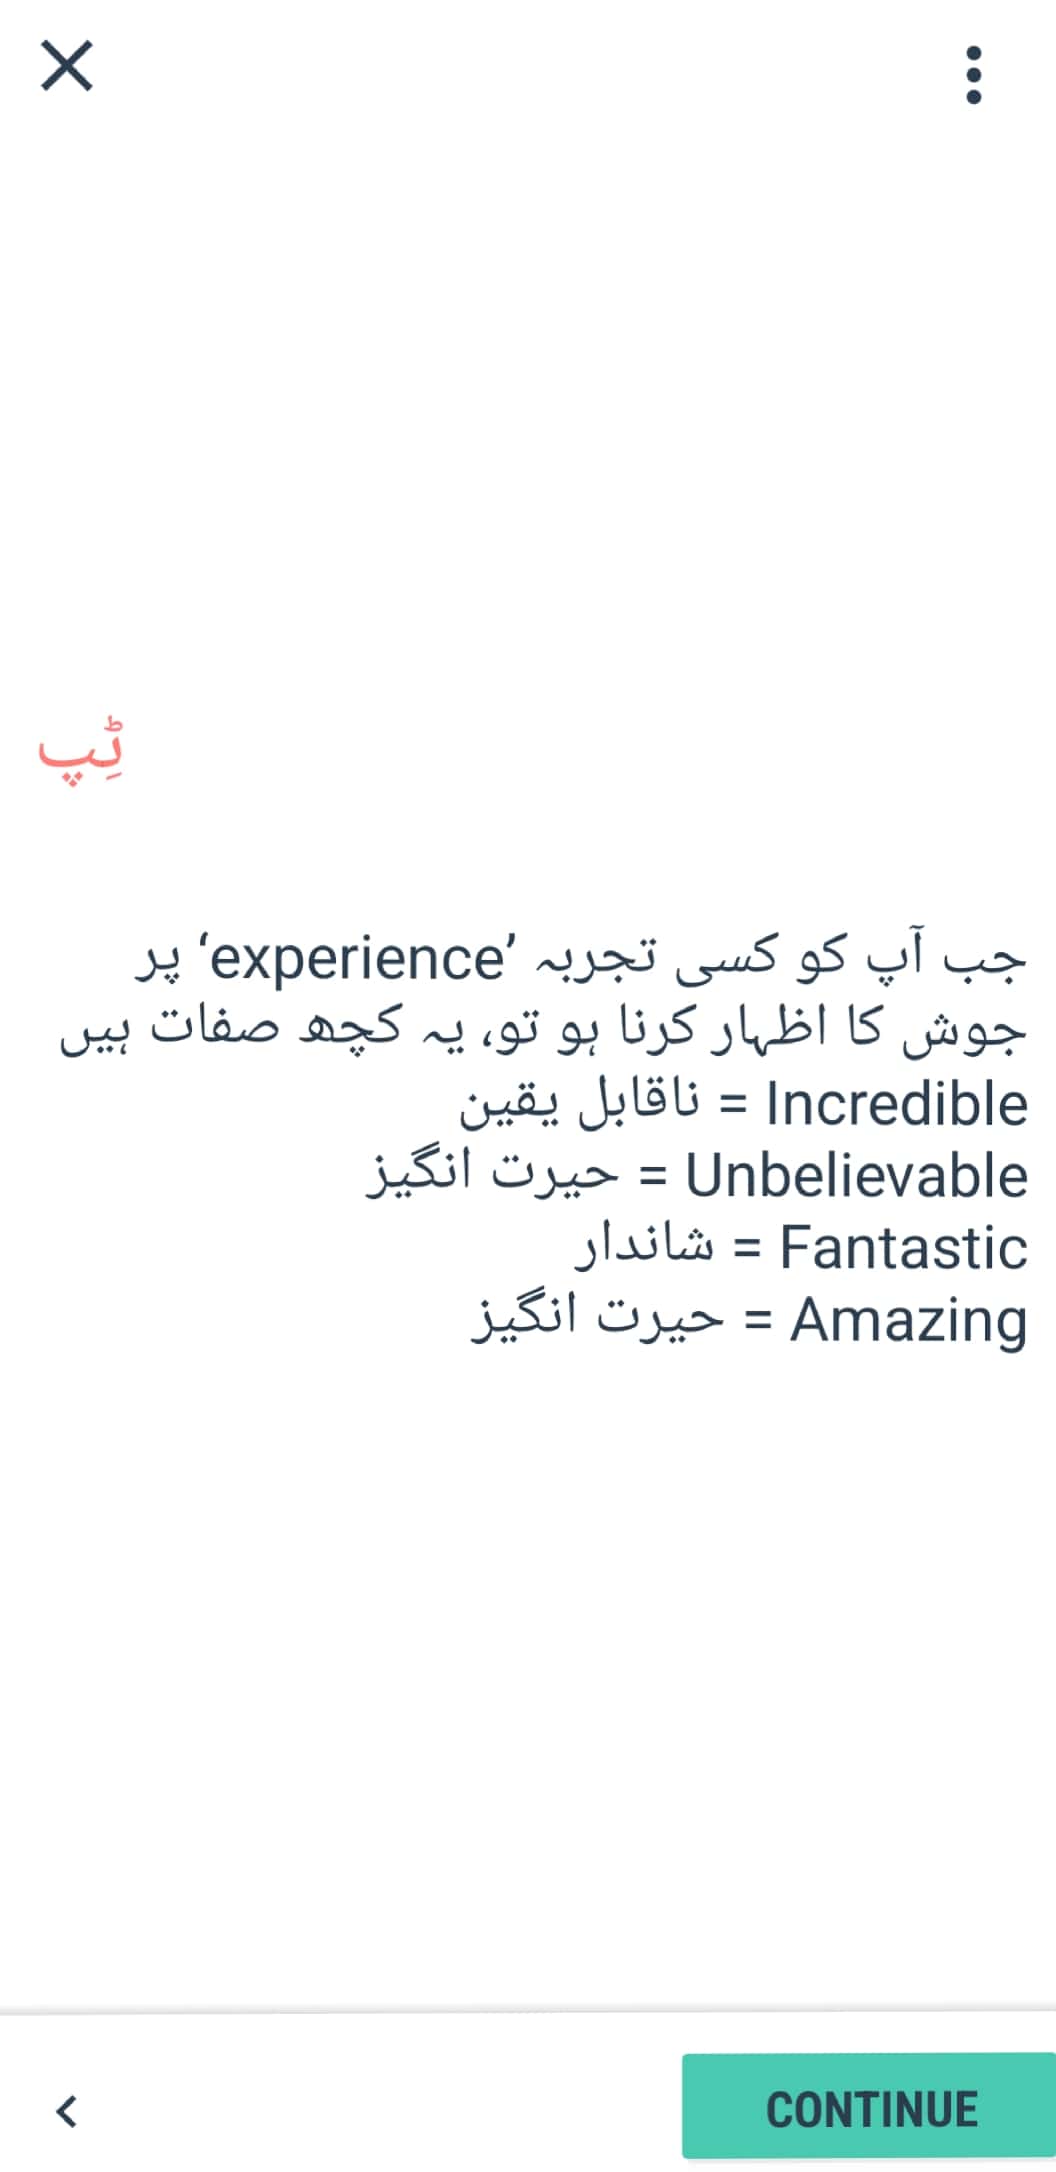 ٹِپ
جب آپ کو کسی تجربہ ’experience‘ پر
جوش کا اظہار کرنا ہو تو، یہ کچھ صفات ہیں
Incredible = ناقابل یقین
Unbelievable = حیرت انگیز
Fantastic = شاندار
Amazing = حیرت انگیز
CONTINUE